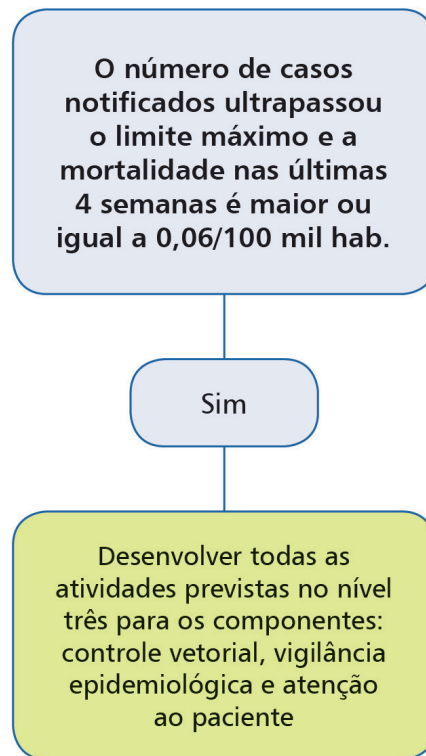 O número de casos
notificados ultrapassou
o limite máximo e a
mortalidade nas últimas
4 semanas é maior ou
igual a 0,06/100 mil hab.
Sim
Desenvolver todas as
atividades previstas no nível
três para os componentes:
controle vetorial, vigilância
epidemiológica e atenção
ao paciente